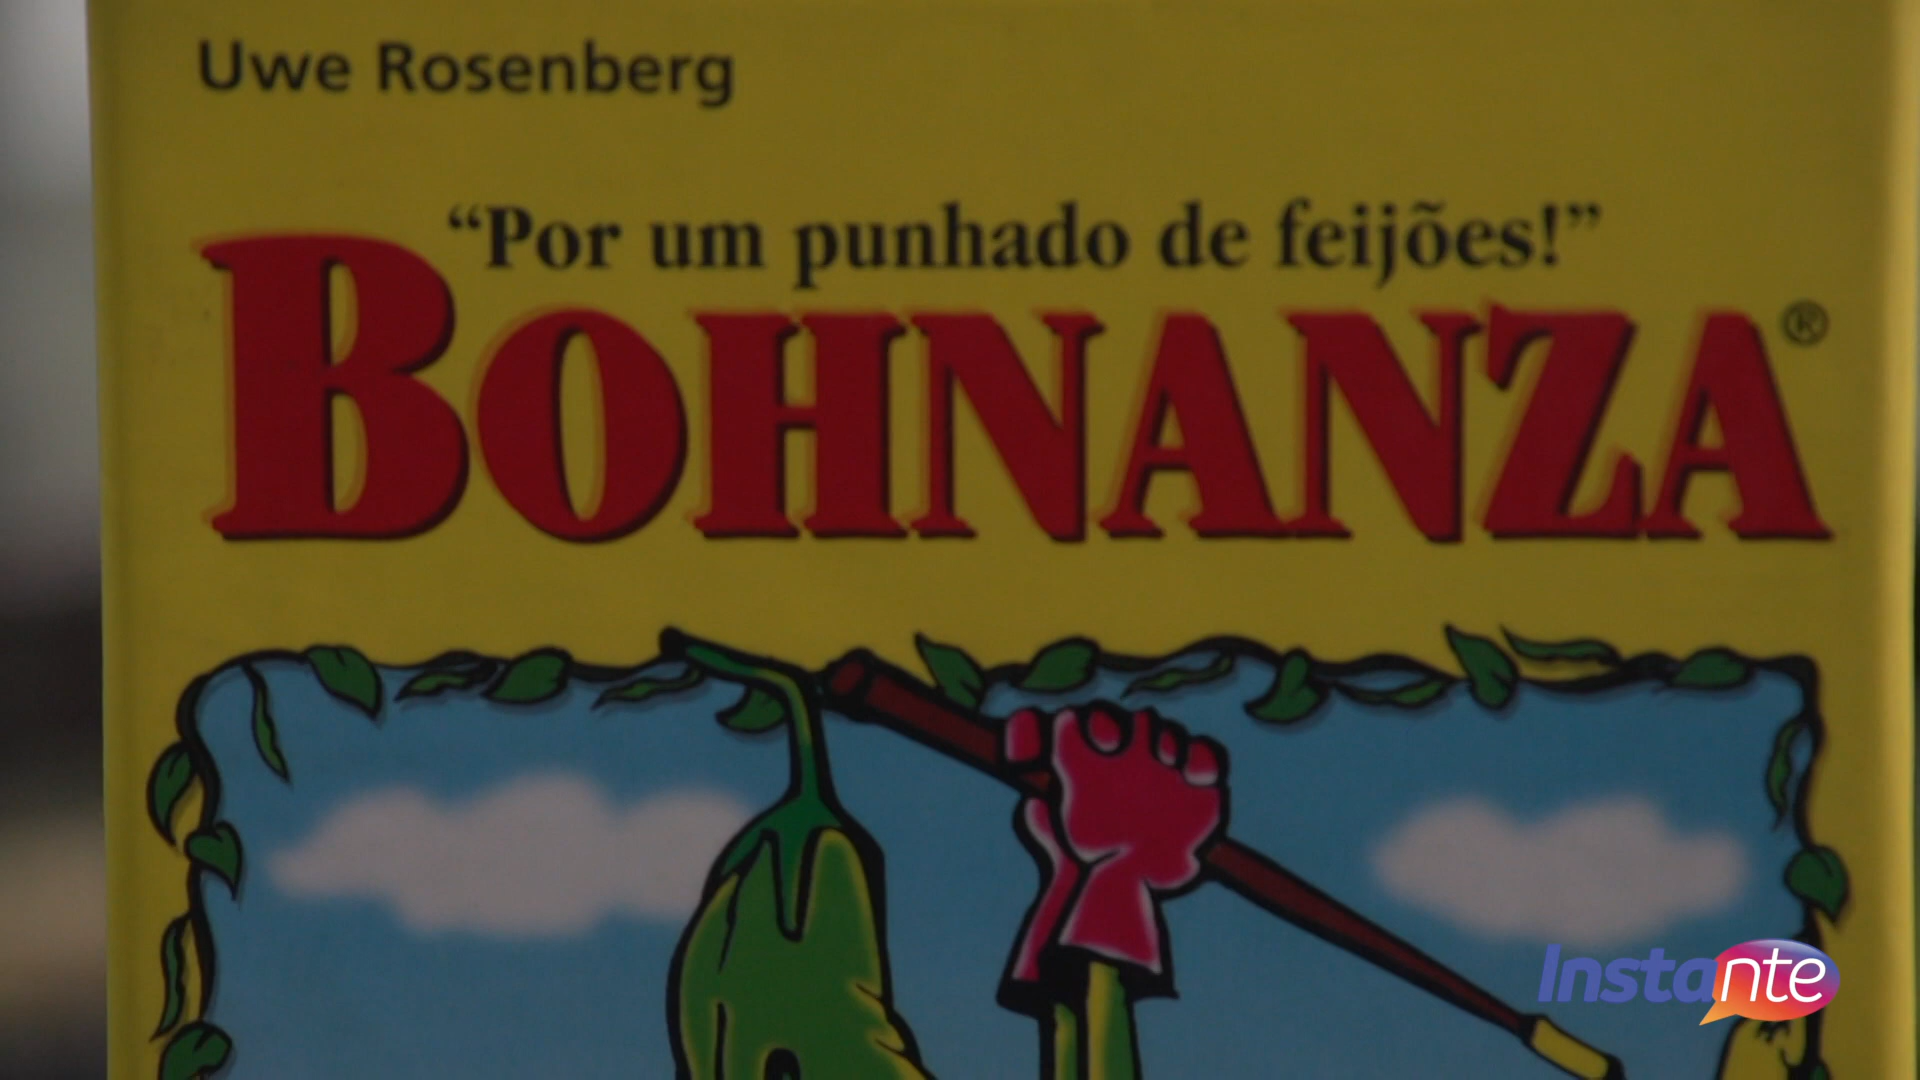 Uwe Rosenberg
“Por um punhado de feijões!”
BOHNANZA®
Instante